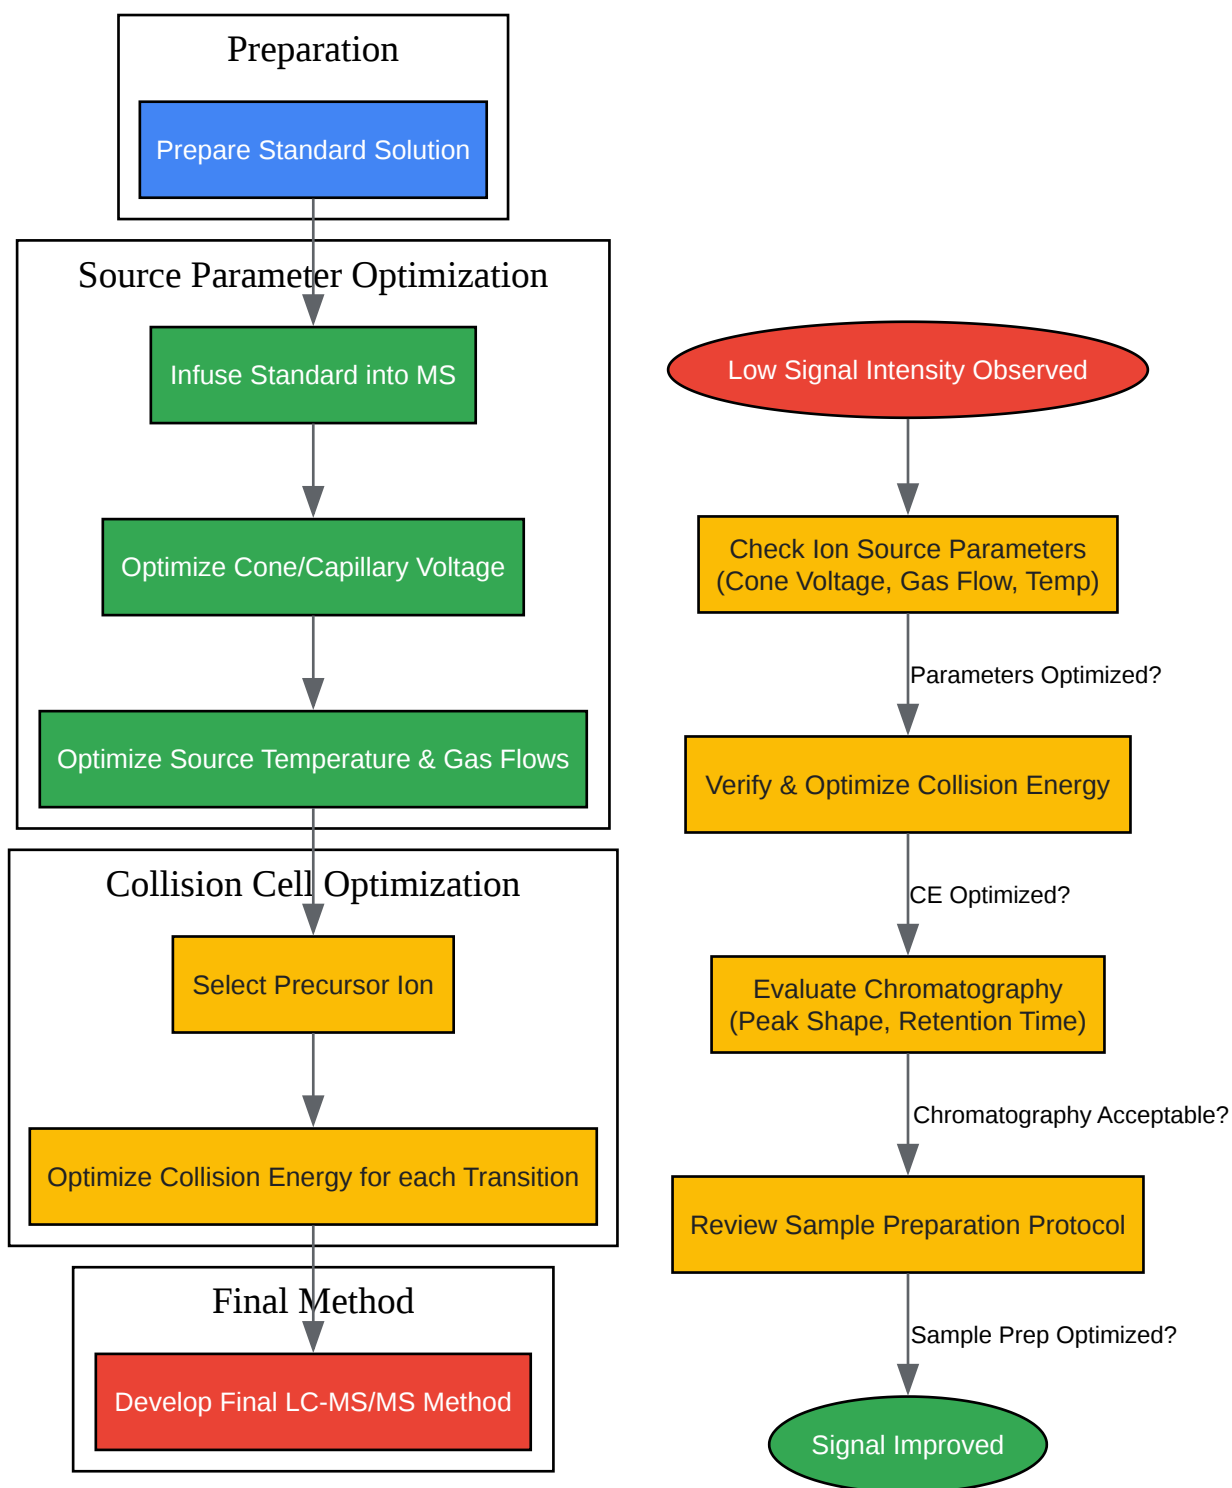 Preparation
Prepare Standard Solution
Source Parameter Optimization
Infuse Standard into MS
Optimize Cone/Capillary Voltage
Optimize Source Temperature & Gas Flows
Collision Cell Optimization
Select Precursor Ion
Optimize Collision Energy for each Transition
Final Method
Develop Final LC-MS/MS Method
Low Signal Intensity Observed
Check Ion Source Parameters
(Cone Voltage, Gas Flow, Temp)
Parameters Optimized?
Verify & Optimize Collision Energy
CE Optimized?
Evaluate Chromatography
(Peak Shape, Retention Time)
Chromatography Acceptable?
Review Sample Preparation Protocol
Sample Prep Optimized?
Signal Improved